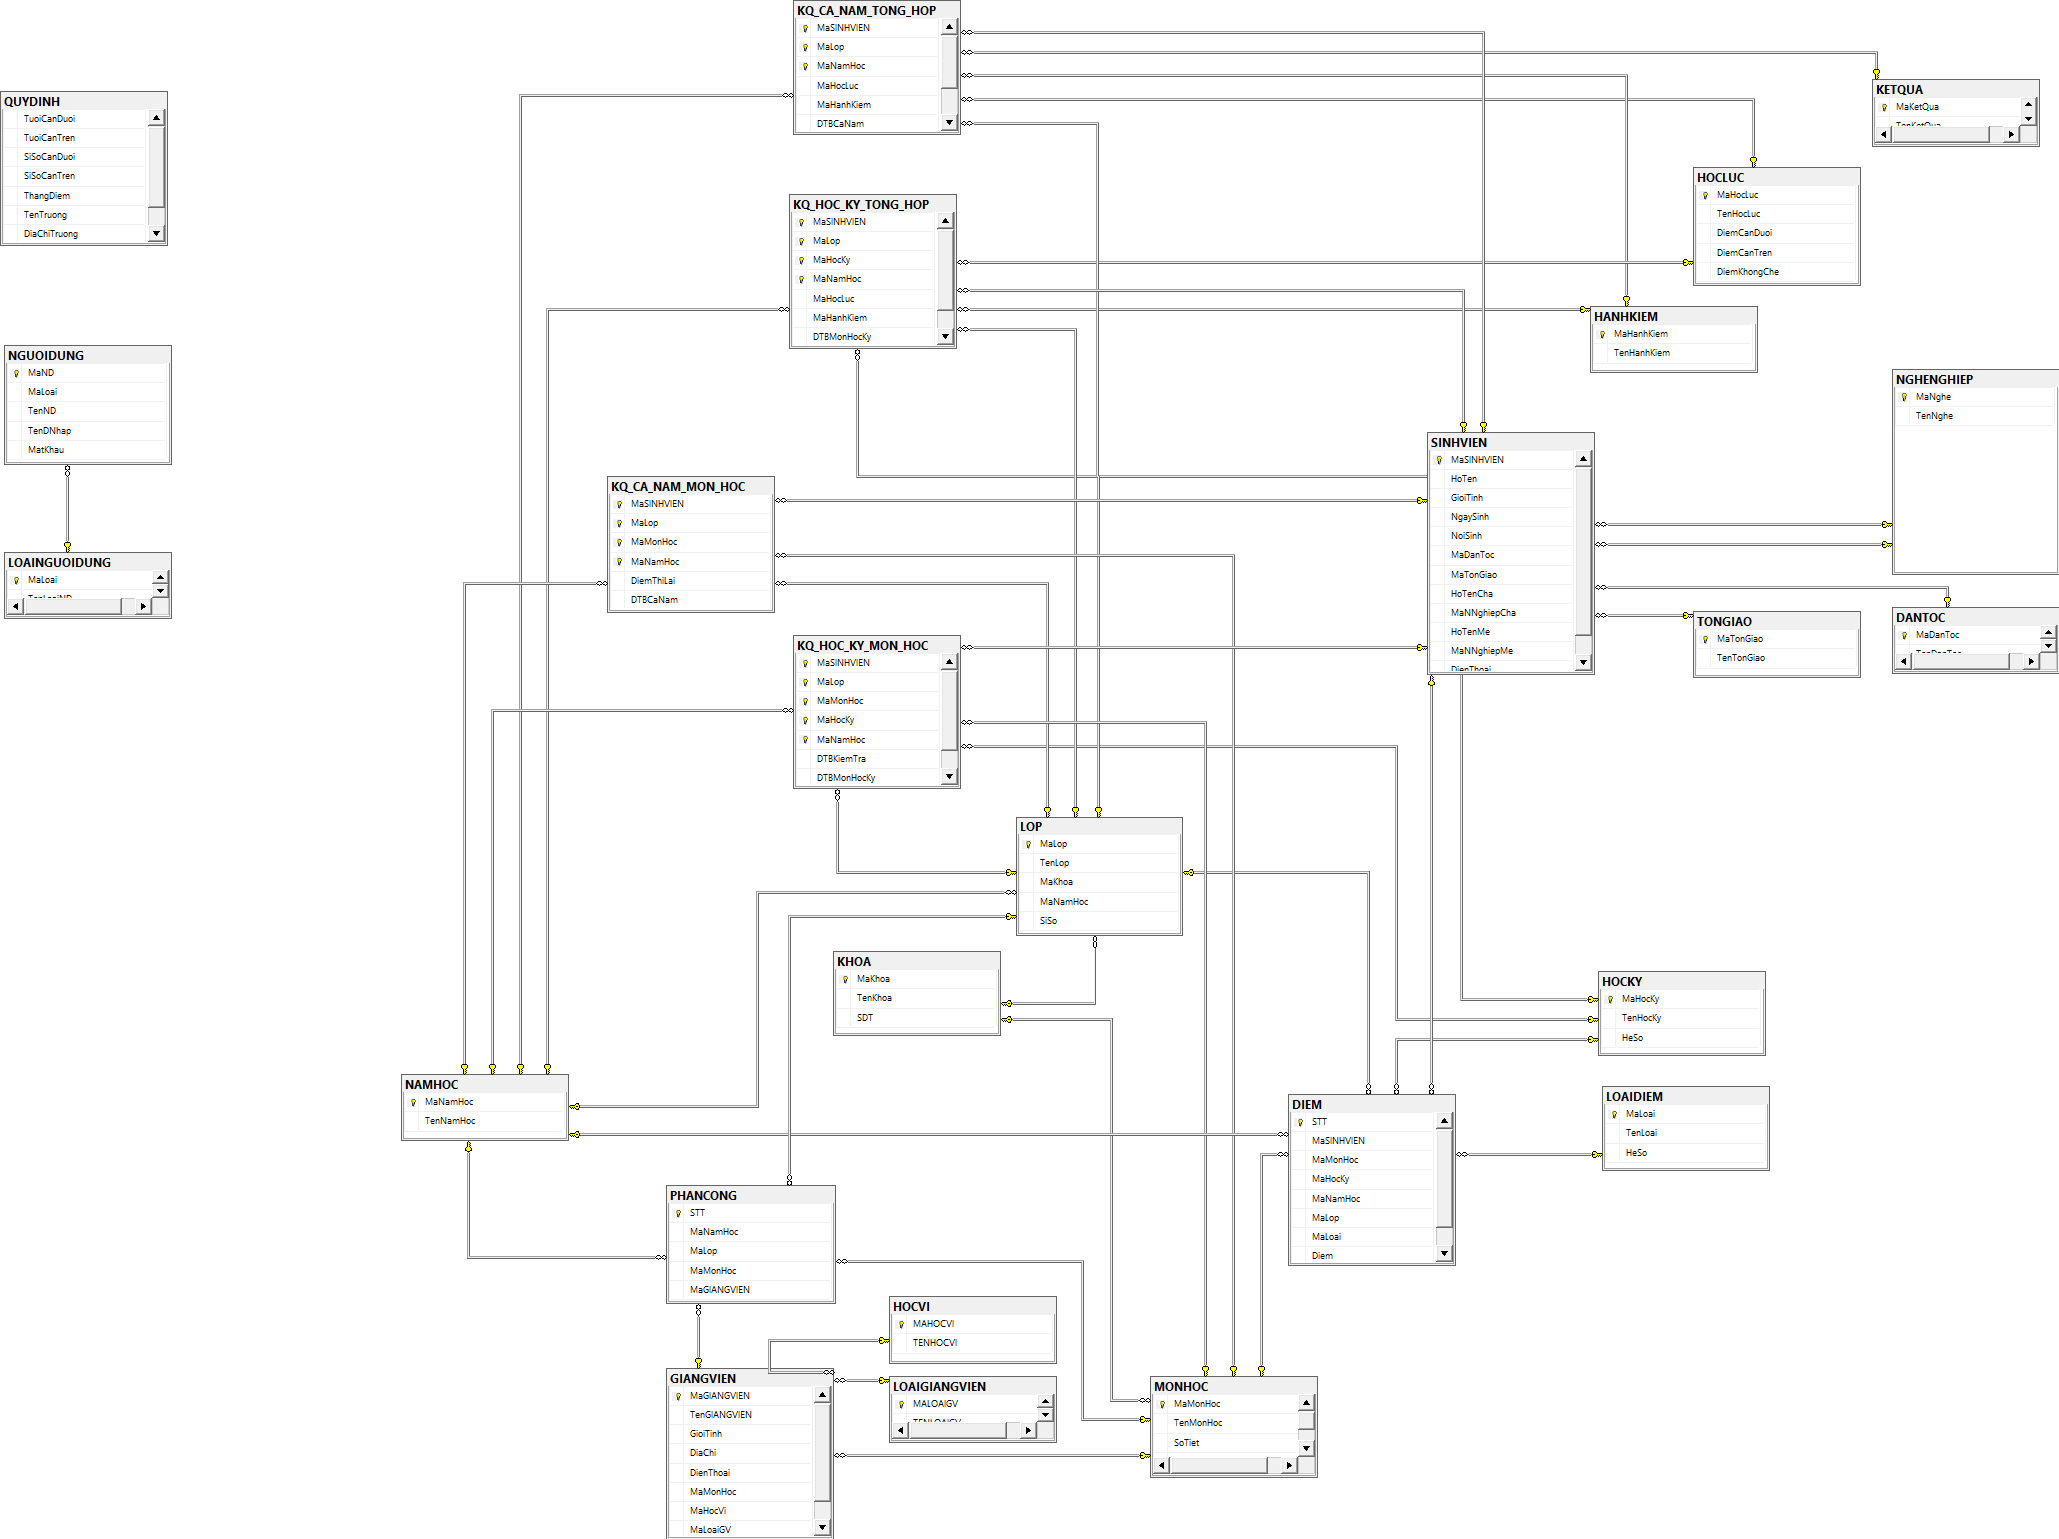 KQ_CA_NAM_TONG_HOP
MaSINHVIEN
MaLop
MaNamHoc
MaHocLuc
MaHanhKiem
DTBCaNam
KETQUA
MaKetQua
TenKetQua
QUYDINH
TuoiCanDuoi
TuoiCanTren
SiSoCanDuoi
SiSoCanTren
ThangDiem
TenTruong
DiaChiTruong
HOCLUC
MaHocLuc
TenHocLuc
DiemCanDuoi
DiemCanTren
DiemKhongChe
KQ_HOC_KY_TONG_HOP
MaSINHVIEN
MaLop
MaHocKy
MaNamHoc
MaHocLuc
MaHanhKiem
DTBMonHocKy
HANHKIEM
MaHanhKiem
TenHanhKiem
NGUOIDUNG
MaND
MaLoai
TenND
TenDNhap
MatKhau
NGHENGHIEP
MaNghe
TenNghe
SINHVIEN
MaSINHVIEN
HoTen
GioiTinh
NgaySinh
NoiSinh
MaDanToc
MaTonGiao
HoTenCha
MaNNghiepCha
HoTenMe
MaNNghiepMe
DienThoai
KQ_CA_NAM_MON_HOC
MaSINHVIEN
MaLop
MaMonHoc
MaNamHoc
DiemThiLai
DTBCaNam
LOAINGUOIDUNG
MaLoai
TenLoaiND
TONGIAO
MaTonGiao
TenTonGiao
DANTOC
MaDanToc
TenDanToc
KQ_HOC_KY_MON_HOC
MaSINHVIEN
MaLop
MaMonHoc
MaHocKy
MaNamHoc
DTBKiemTra
DTBMonHocKy
LOP
MaLop
TenLop
MaKhoa
MaNamHoc
SiSo
KHOA
MaKhoa
TenKhoa
SDT
HOCKY
MaHocKy
TenHocKy
HeSo
NAMHOC
MaNamHoc
TenNamHoc
DIEM
STT
MaSINHVIEN
MaMonHoc
MaHocKy
MaNamHoc
MaLop
MaLoai
Diem
LOAIDIEM
MaLoai
TenLoai
HeSo
PHANCONG
STT
MaNamHoc
MaLop
MaMonHoc
MaGIANGVIEN
HOCVI
MAHOCVI
TENHOCVI
GIANGVIEN
MaGIANGVIEN
TenGIANGVIEN
GioiTinh
DiaChi
DienThoai
MaMonHoc
MaHocVi
MaLoaiGV
LOAIGIANGVIEN
MALOAIGV
TENLOAIGV
MONHOC
MaMonHoc
TenMonHoc
SoTiet